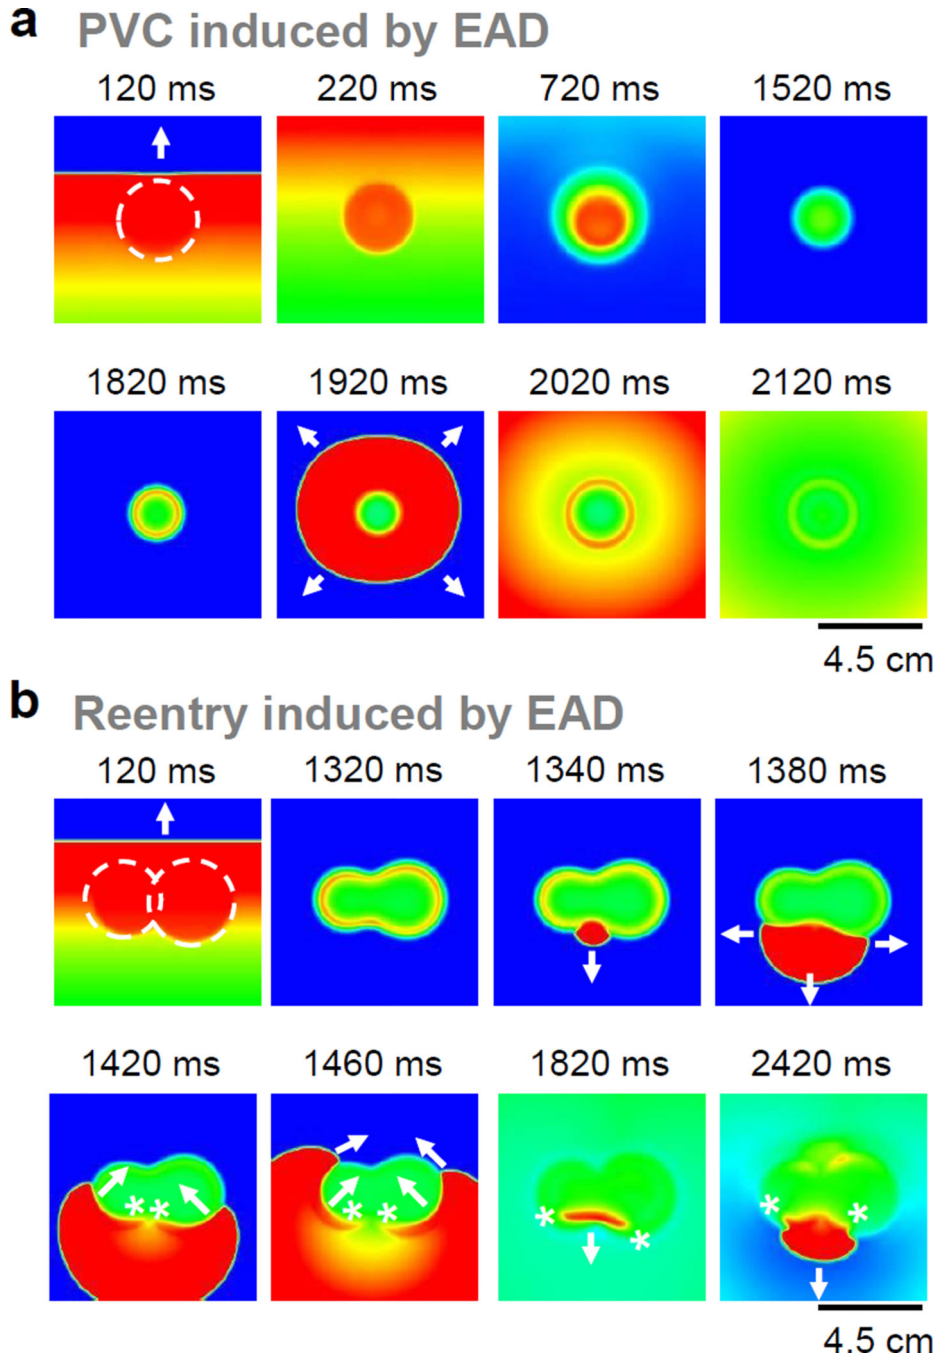 a PVC induced by EAD
120 ms 220 ms 720 ms 1520 ms
1820 ms 1920 ms 2020 ms 2120 ms
4.5 cm
b Reentry induced by EAD
120 ms 1320 ms 1340 ms 1380 ms
1420 ms 1460 ms 1820 ms 2420 ms
* * * * * * * *
4.5 cm